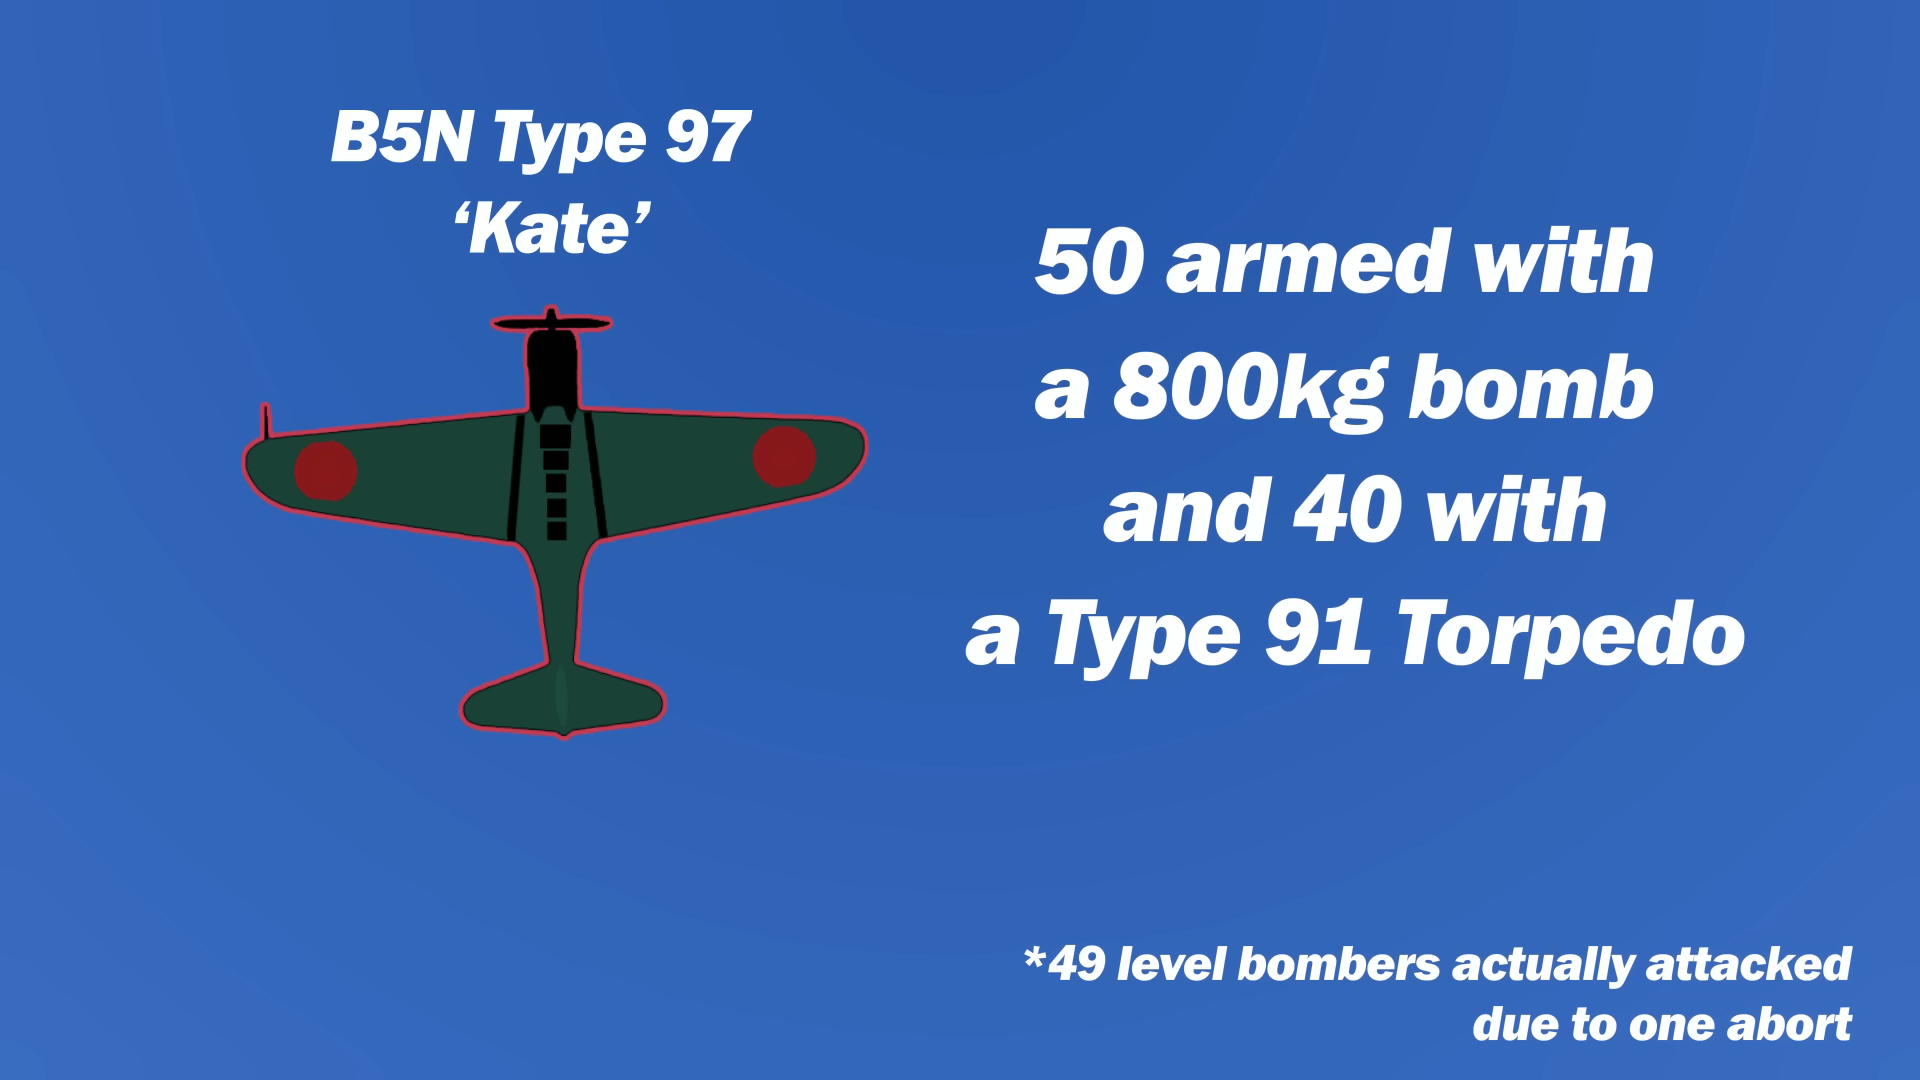 B5N Type 97
‘Kate’
50 armed with
a 800kg bomb
and 40 with
a Type 91 Torpedo
*49 level bombers actually attacked
due to one abort